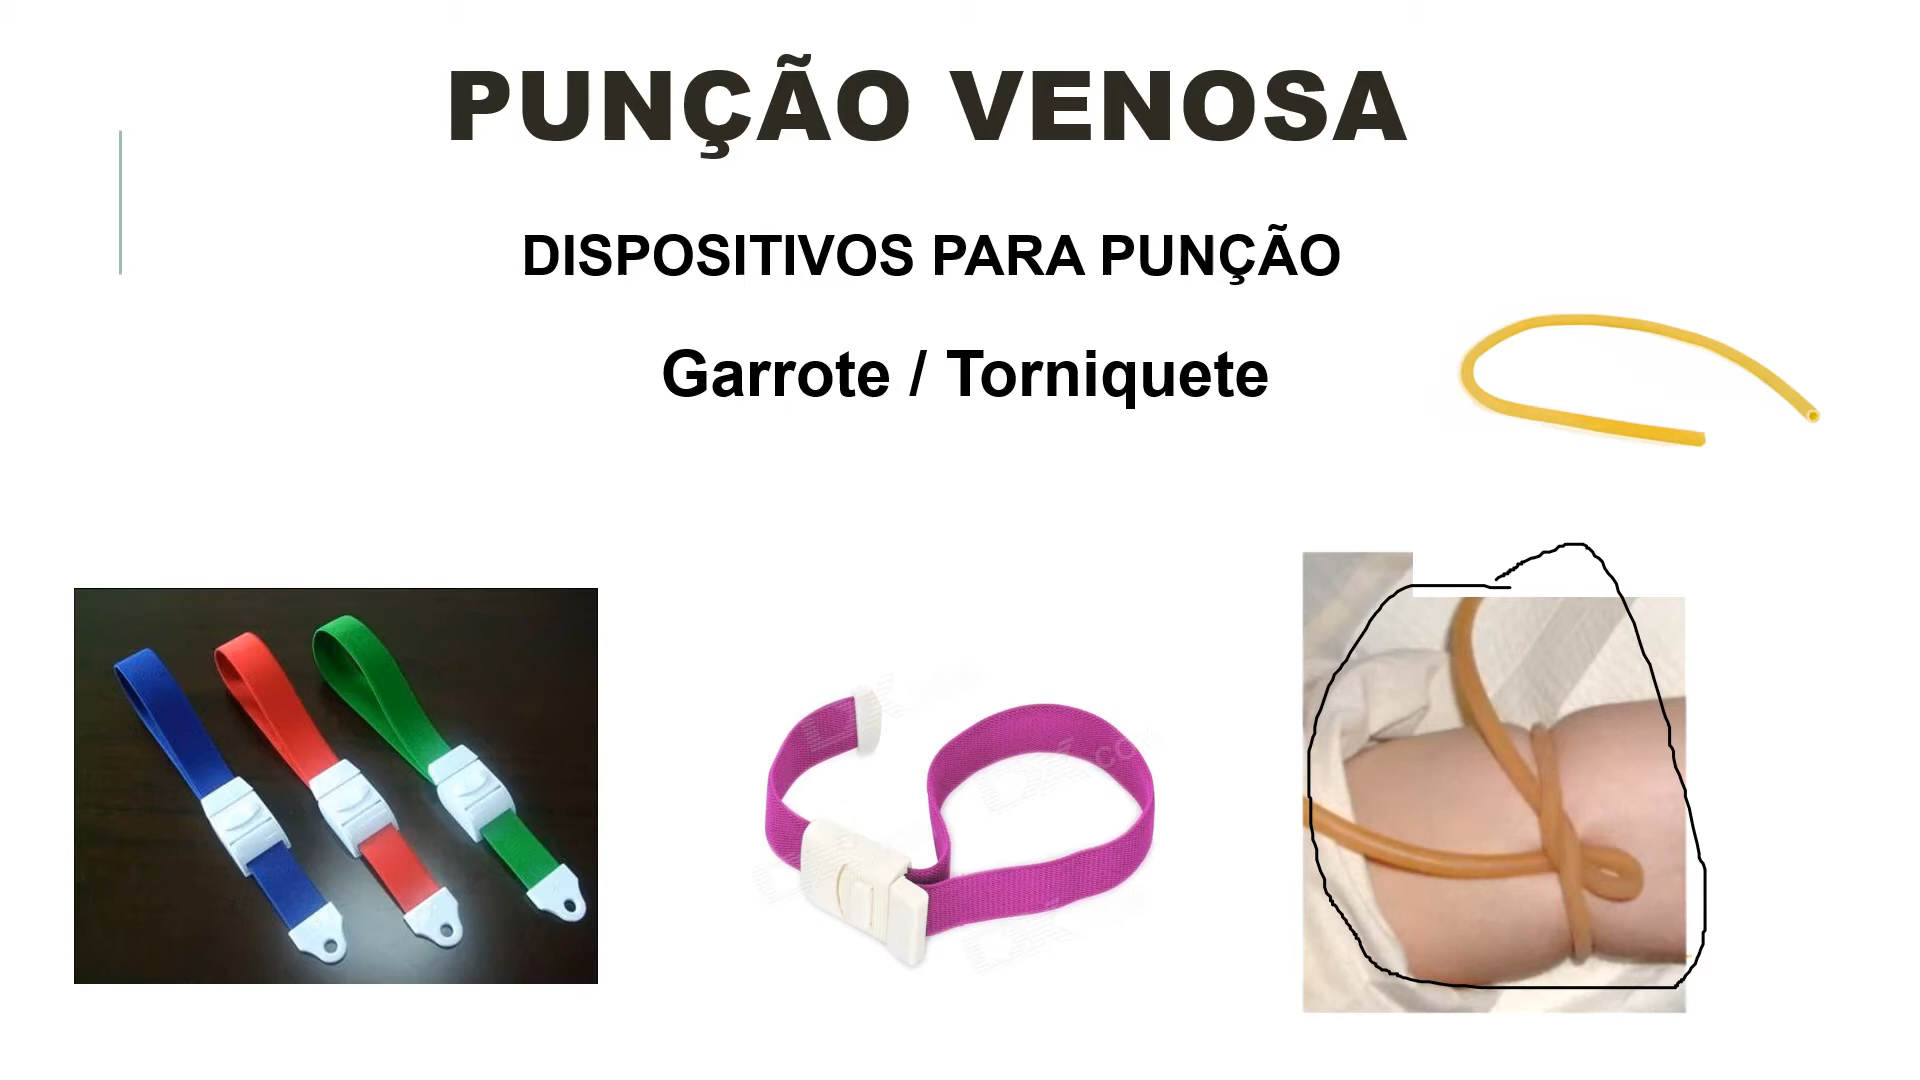 PUNÇÃO VENOSA
DISPOSITIVOS PARA PUNÇÃO
Garrote / Torniquete